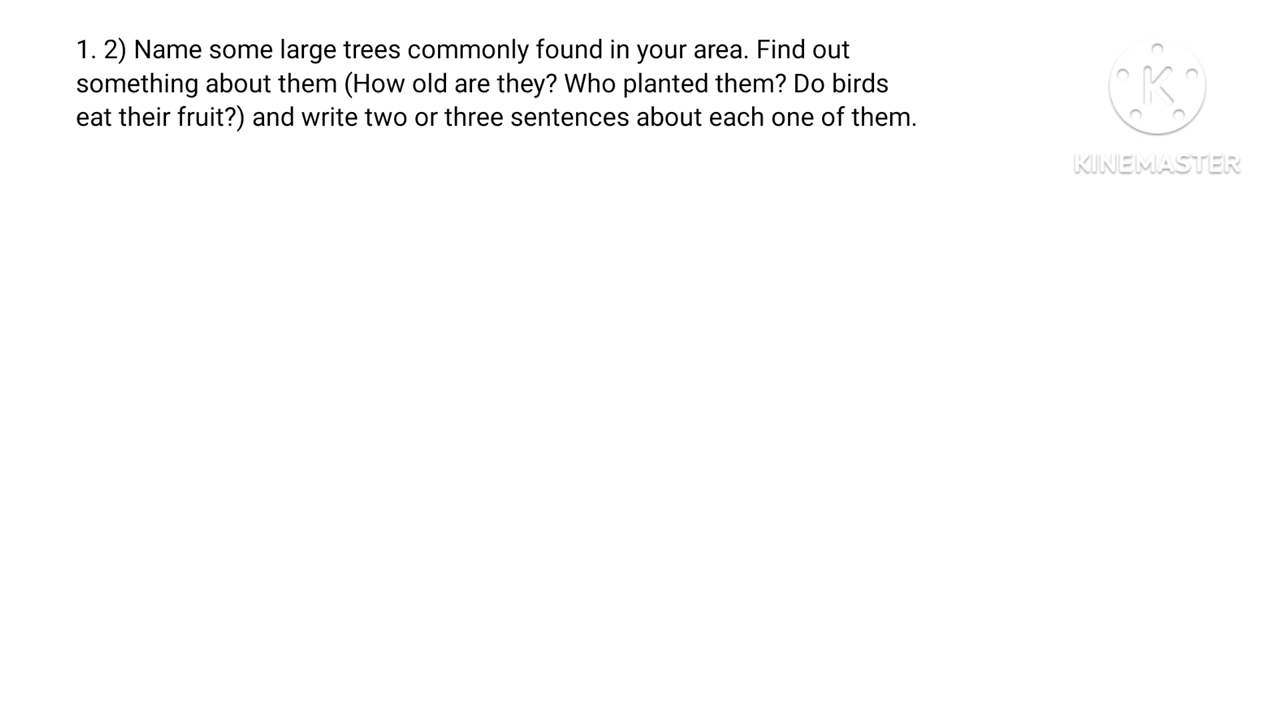 1. 2) Name some large trees commonly found in your area. Find out
something about them (How old are they? Who planted them? Do birds
eat their fruit?) and write two or three sentences about each one of them.
K
KINEMASTER